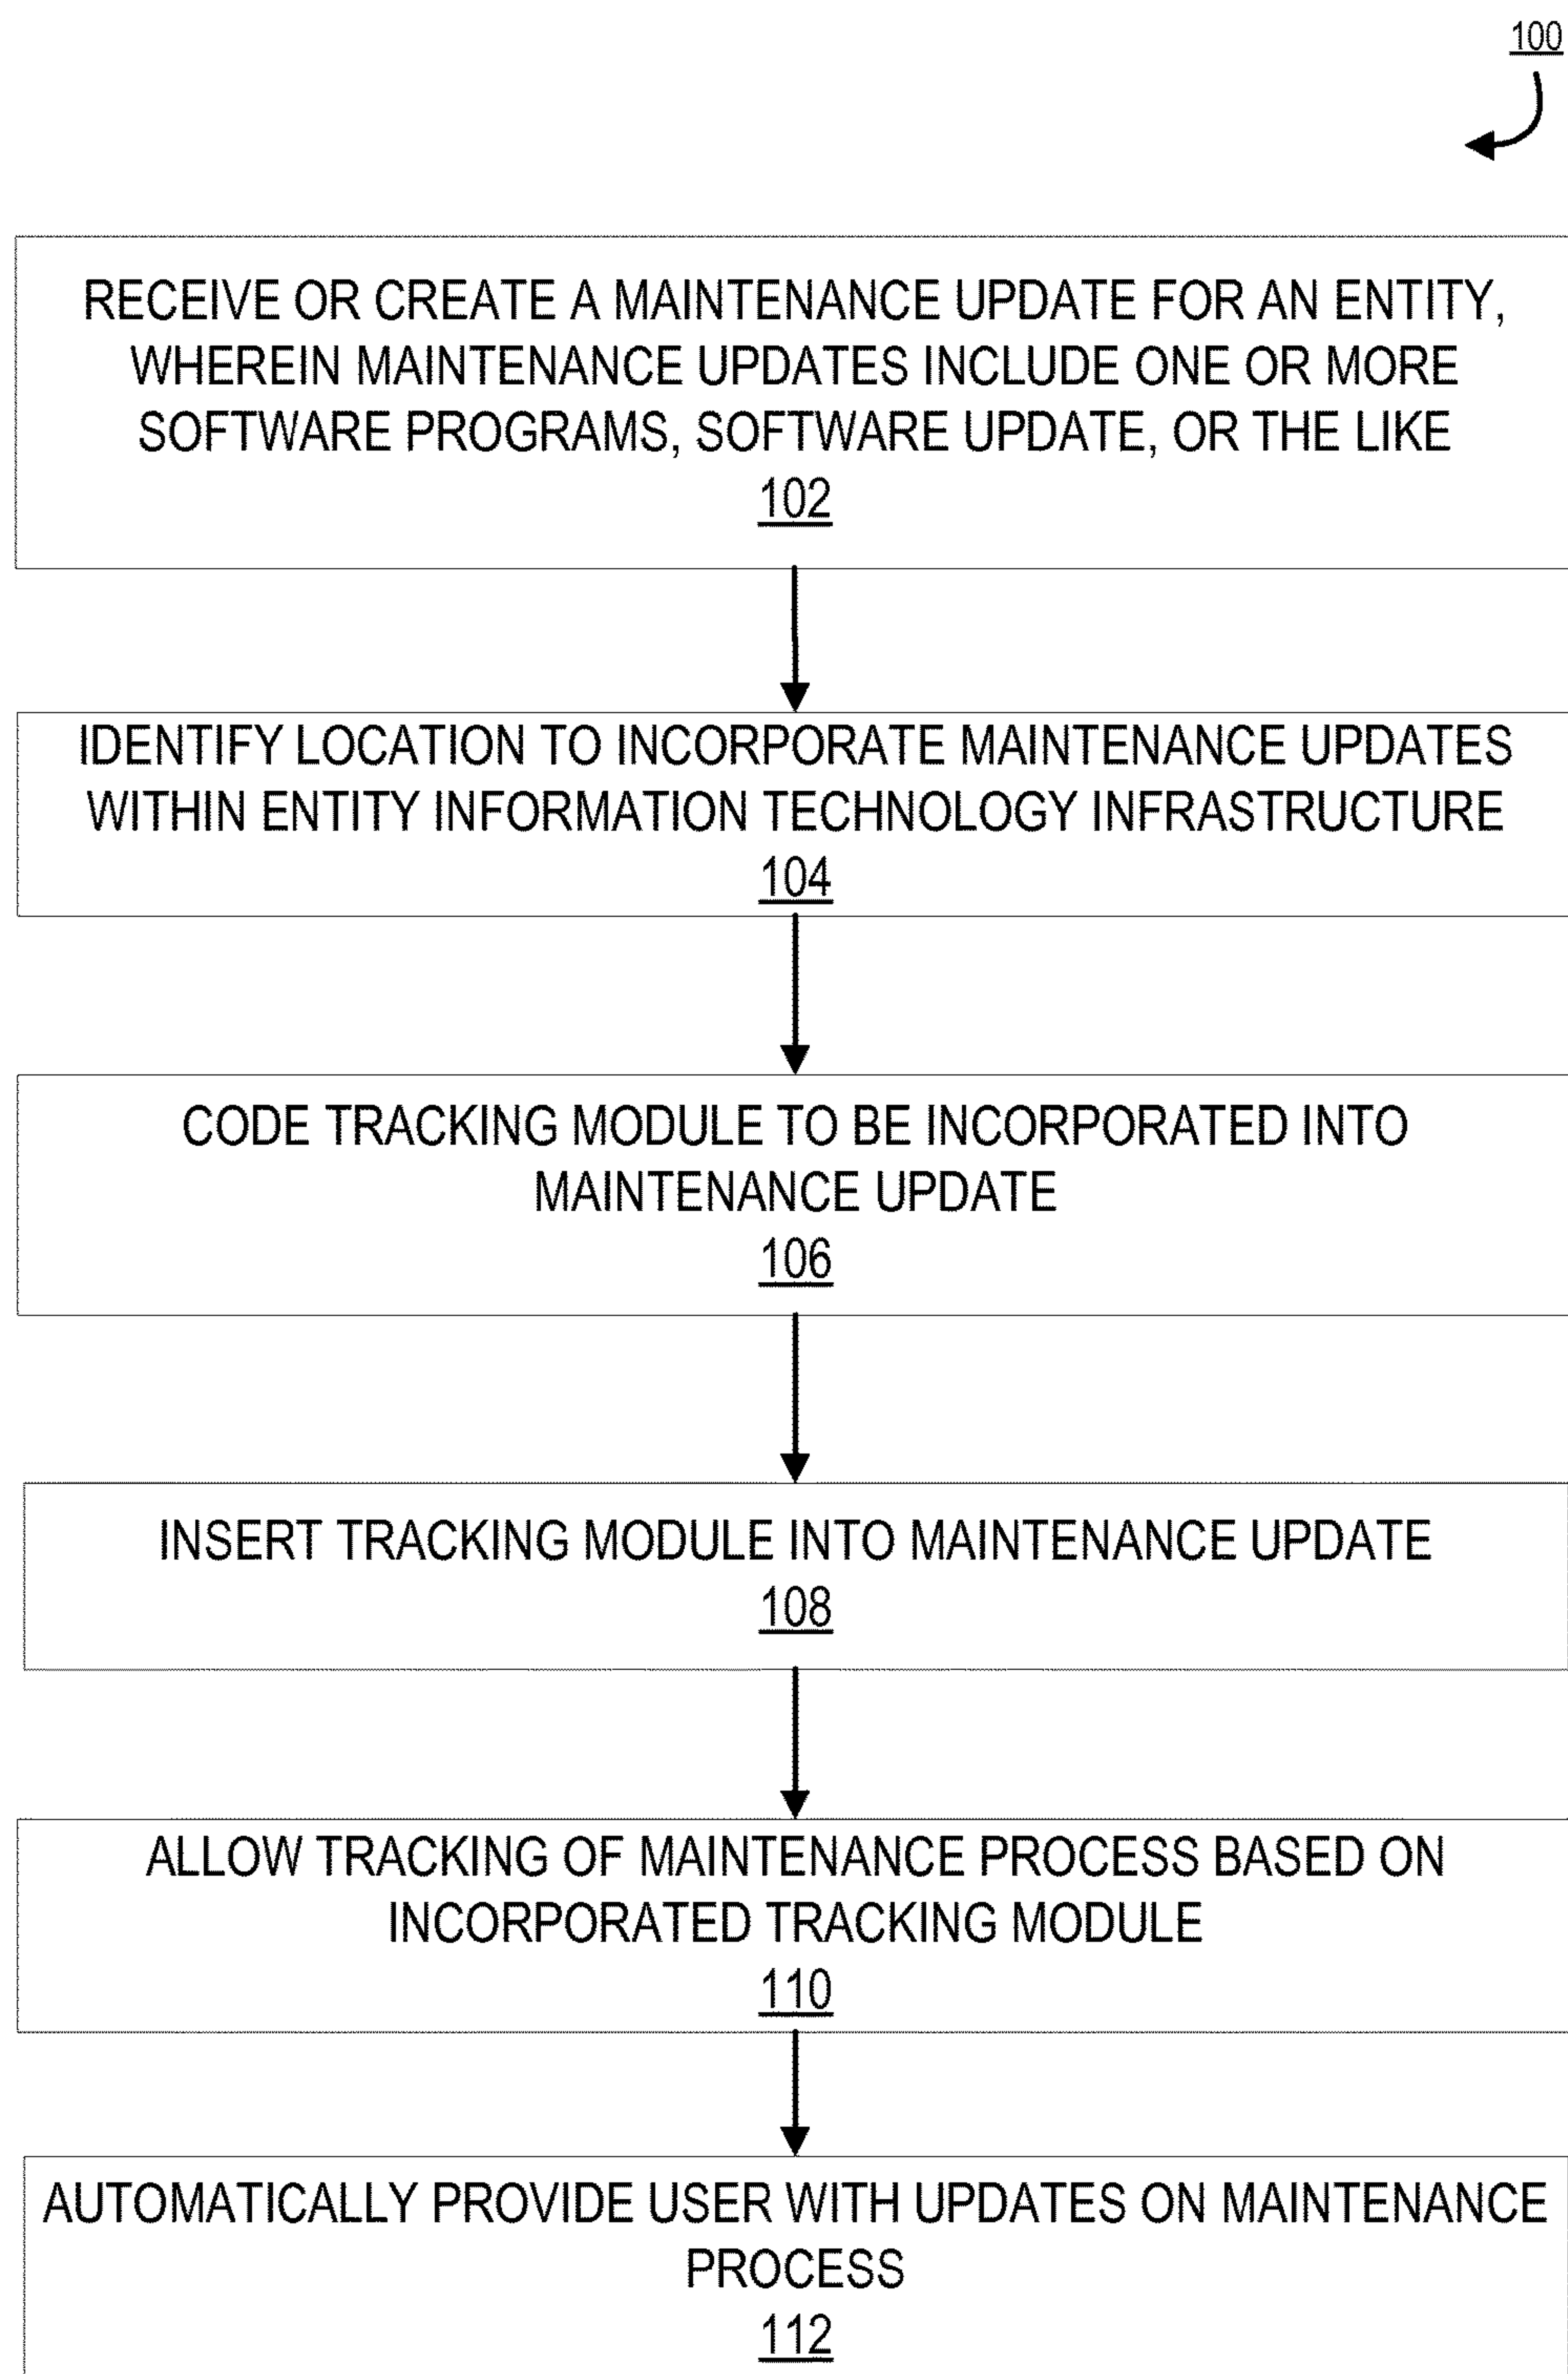 100
RECEIVE OR CREATE A MAINTENANCE UPDATE FOR AN ENTITY,
WHEREIN MAINTENANCE UPDATES INCLUDE ONE OR MORE
SOFTWARE PROGRAMS, SOFTWARE UPDATE, OR THE LIKE
102
IDENTIFY LOCATION TO INCORPORATE MAINTENANCE UPDATES
WITHIN ENTITY INFORMATION TECHNOLOGY INFRASTRUCTURE
104
CODE TRACKING MODULE TO BE INCORPORATED INTO
MAINTENANCE UPDATE
106
INSERT TRACKING MODULE INTO MAINTENANCE UPDATE
108
ALLOW TRACKING OF MAINTENANCE PROCESS BASED ON
INCORPORATED TRACKING MODULE
110
AUTOMATICALLY PROVIDE USER WITH UPDATES ON MAINTENANCE
PROCESS
112